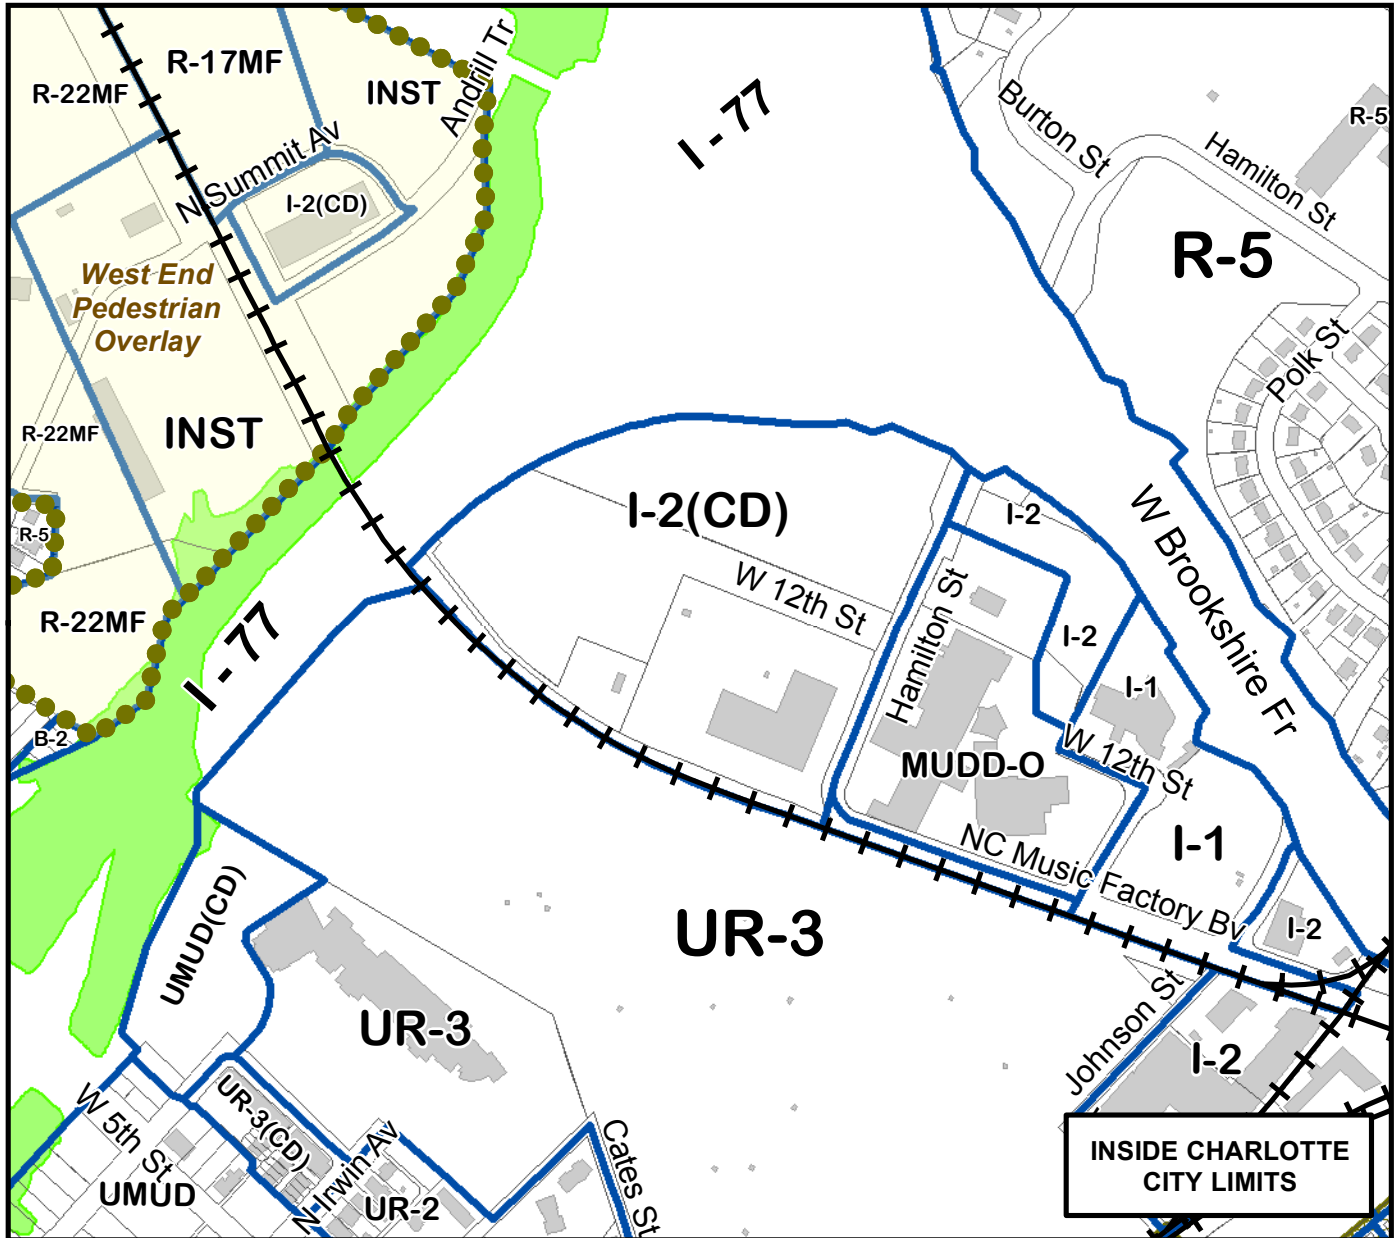 R-17MF
R-22MF
INST
Andrill Tr
I - 77
Burton St
R-5
Hamilton St
N Summit Av
I-2(CD)
R-5
West End
Pedestrian
Overlay
Polk St
R-22MF
INST
I-2(CD)
I-2
W Brookshire Fr
R-5
W 12th St
Hamilton St
R-22MF
I-2
I - 77
I-1
B-2
W 12th St
MUDD-O
NC Music Factory Bv
I-1
UMUD(CD)
UR-3
I-2
UR-3
Johnson St
I-2
W 5th St
UR-3(CD)
N Irwin Av
Cates St
UMUD
UR-2
INSIDE CHARLOTTE
CITY LIMITS